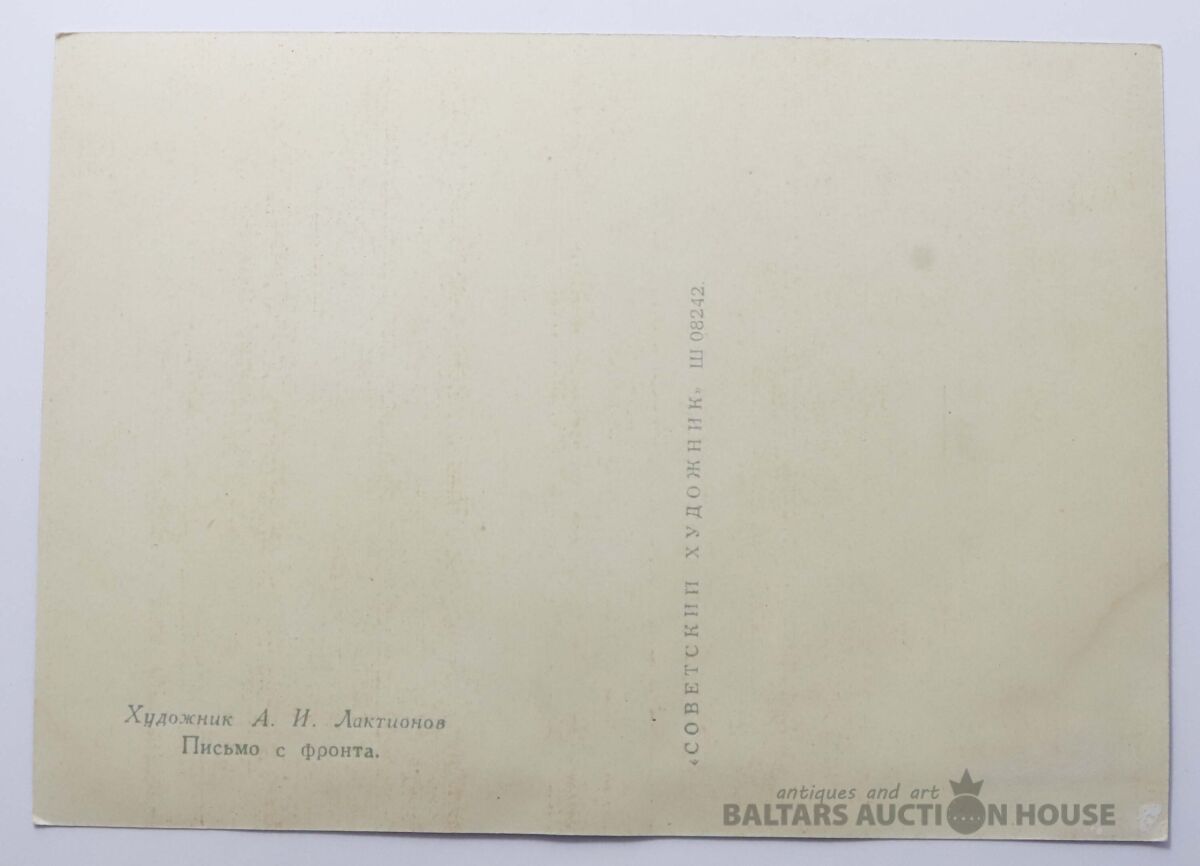 Художник А. И. Лактионов
Письмо с фронта.
«СОВЕТСКИЙ ХУДОЖНИК» Ш 08242.
antiques and art
BALTARS AUCTION HOUSE